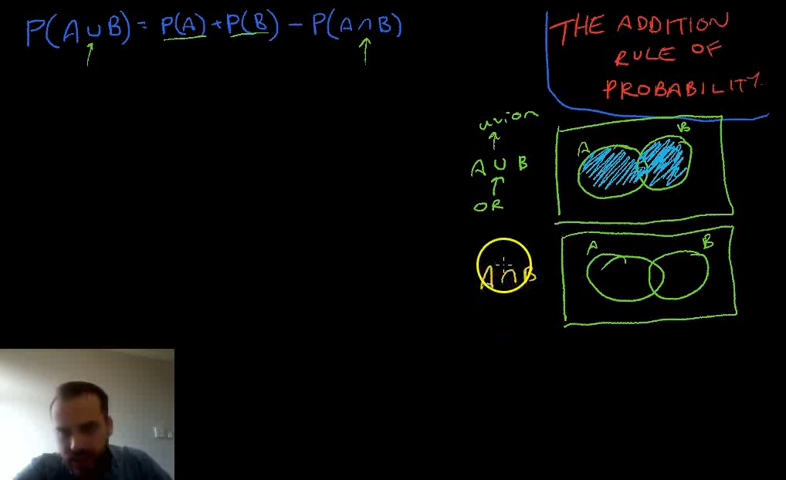 P(A∪B) = P(A) + P(B) − P(A∩B)
THE ADDITION
RULE OF
PROBABILITY
union
A ∪ B
OR
A B
A∩B
A B